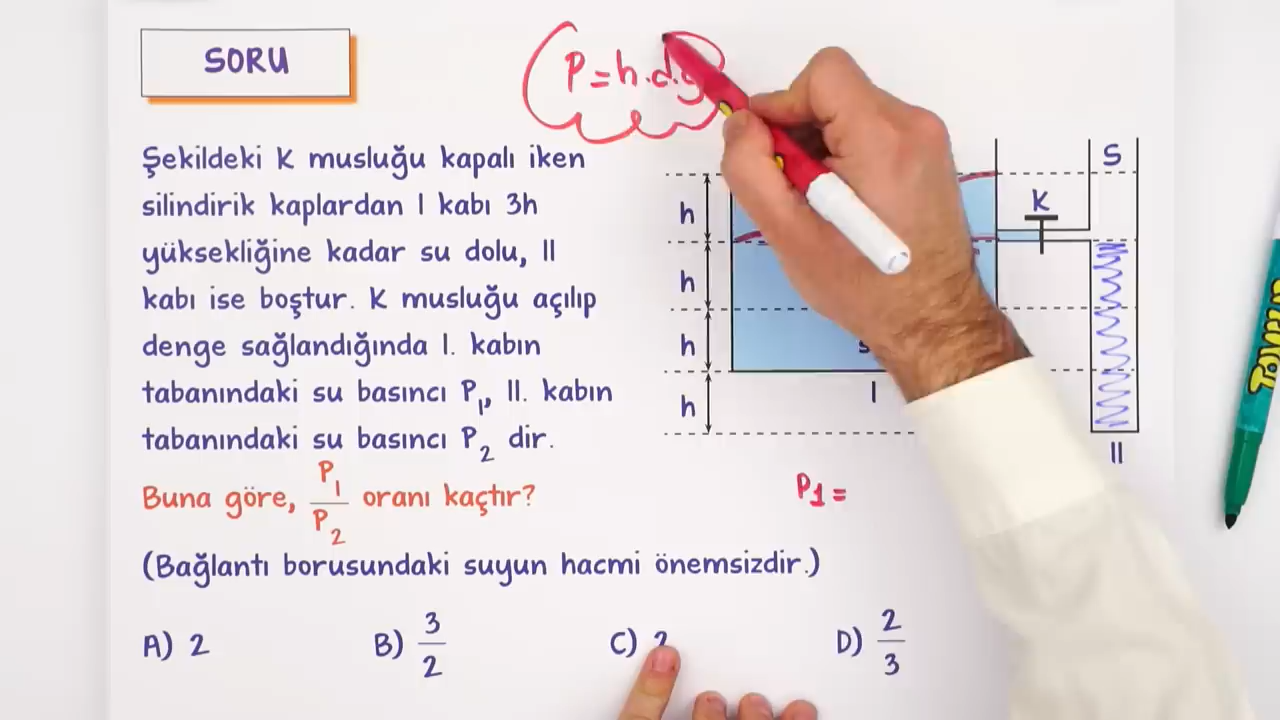 SORU
P=h.d.g
Şekildeki K musluğu kapalı iken
silindirik kaplardan I kabı 3h
yüksekliğine kadar su dolu, II
kabı ise boştur. K musluğu açılıp
denge sağlandığında I. kabın
tabanındaki su basıncı P₁, II. kabın
tabanındaki su basıncı P₂ dir.
Buna göre, P₁/P₂ oranı kaçtır?
(Bağlantı borusundaki suyun hacmi önemsizdir.)
A) 2
B) 3/2
C)
D) 2/3
S
K
h
h
h
h
I
II
P1=